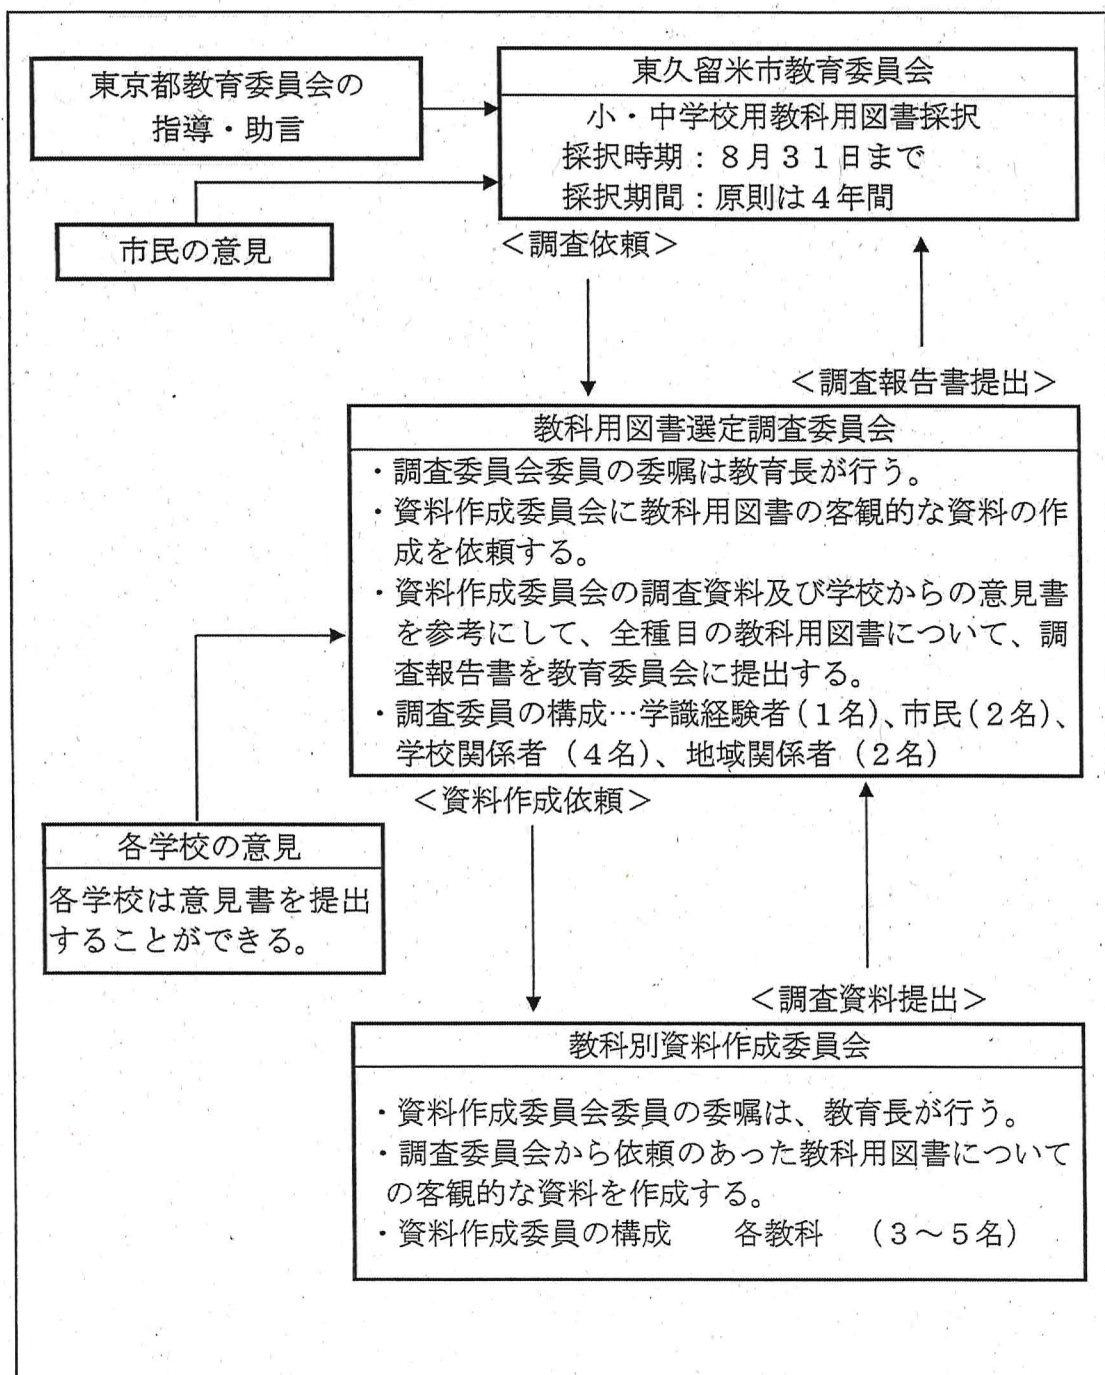 東京都教育委員会の
指導・助言
東久留米市教育委員会
小・中学校用教科用図書採択
採択時期：８月３１日まで
採択期間：原則は４年間
市民の意見
＜調査依頼＞
＜調査報告書提出＞
教科用図書選定調査委員会
・調査委員会委員の委嘱は教育長が行う。
・資料作成委員会に教科用図書の客観的な資料の作
成を依頼する。
・資料作成委員会の調査資料及び学校からの意見書
を参考にして、全種目の教科用図書について、調
査報告書を教育委員会に提出する。
・調査委員の構成…学識経験者（１名）、市民（２名）、
学校関係者（４名）、地域関係者（２名）
＜資料作成依頼＞
各学校の意見
各学校は意見書を提出
することができる。
＜調査資料提出＞
教科別資料作成委員会
・資料作成委員会委員の委嘱は、教育長が行う。
・調査委員会から依頼のあった教科用図書について
の客観的な資料を作成する。
・資料作成委員の構成　　各教科　（３～５名）